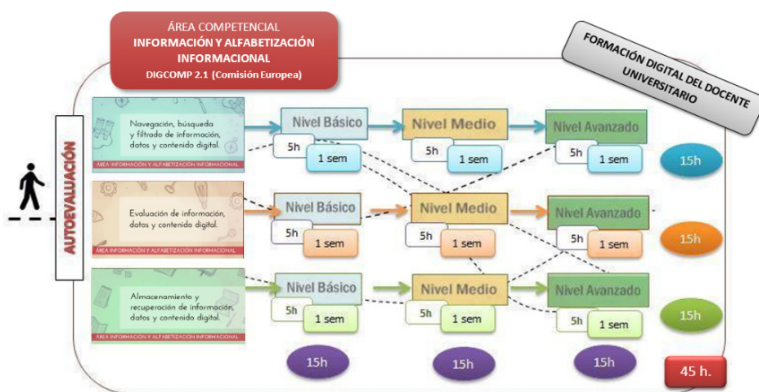 ÁREA COMPETENCIAL
INFORMACIÓN Y ALFABETIZACIÓN
INFORMACIONAL
DIGCOMP 2.1 (Comisión Europea)
FORMACIÓN DIGITAL DEL DOCENTE
UNIVERSITARIO
AUTOEVALUACIÓN
Navegación, búsqueda
y filtrado de información,
datos y contenido digital.
ÁREA INFORMACIÓN Y ALFABETIZACIÓN INFORMACIONAL
Nivel Básico
5h
1 sem
Nivel Medio
5h
1 sem
Nivel Avanzado
5h
1 sem
15h
Evaluación de información,
datos y contenido digital.
ÁREA INFORMACIÓN Y ALFABETIZACIÓN INFORMACIONAL
Nivel Básico
5h
1 sem
Nivel Medio
5h
1 sem
Nivel Avanzado
5h
1 sem
15h
Almacenamiento y
recuperación de información,
datos y contenido digital.
ÁREA INFORMACIÓN Y ALFABETIZACIÓN INFORMACIONAL
Nivel Básico
5h
1 sem
Nivel Medio
5h
1 sem
Nivel Avanzado
5h
1 sem
15h
15h
15h
15h
45 h.